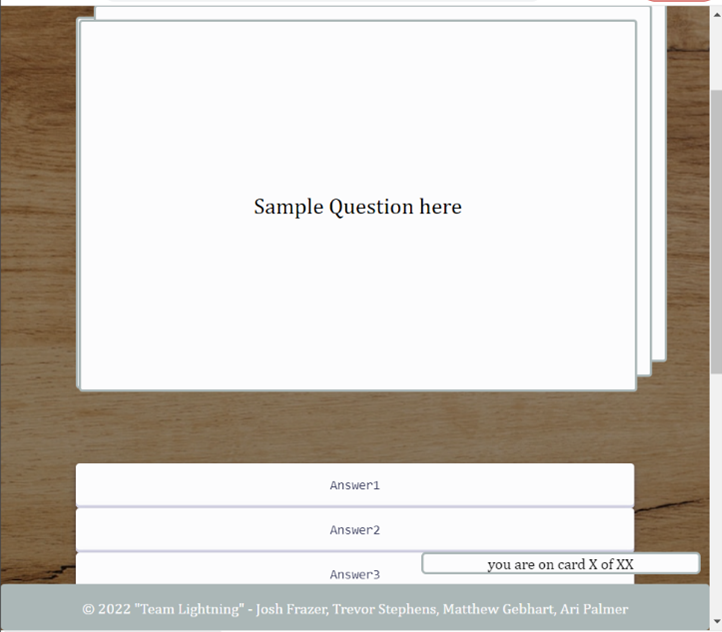 Sample Question here
Answer1
Answer2
Answer3
you are on card X of XX
© 2022 "Team Lightning" - Josh Frazer, Trevor Stephens, Matthew Gebhart, Ari Palmer